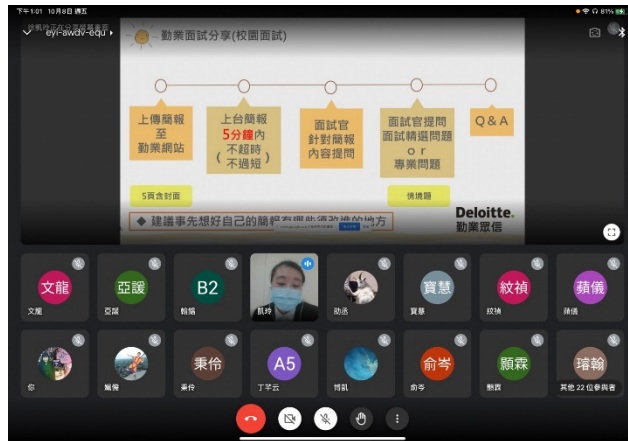 下午1:01 10月8日 週五
81%
eyi-awdv-equ
勤業面試分享(校園面試)
上傳簡報
至
勤業網站
上台簡報
5分鐘內
不超時
( 不過短 )
面試官
針對簡報
內容提問
面試官提問
面試精選問題
or
專業問題
Q&A
5頁含封面
情境題
◆ 建議事先想好自己的簡報有哪些須改進的地方
Deloitte.
勤業眾信
文龍
亞諼
B2
寶慧
紋禎
蘋儀
文龍
亞諼
凱玲
寶慧
紋禎
蘋儀
秉伶
A5
俞岑
顥霖
瑢翰
你
秉伶
丁芊云
博凱
俞岑
顥霖
其他 22 位參與者